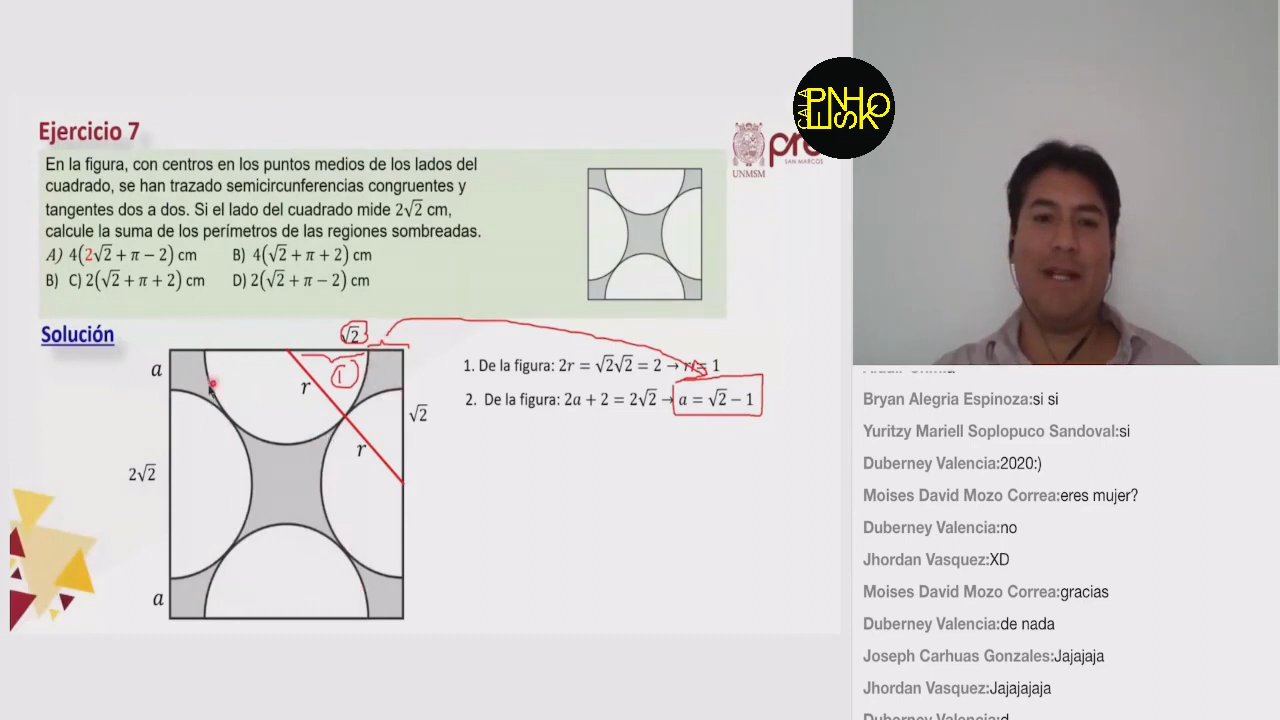 Ejercicio 7
En la figura, con centros en los puntos medios de los lados del
cuadrado, se han trazado semicircunferencias congruentes y
tangentes dos a dos. Si el lado del cuadrado mide 2√2 cm,
calcule la suma de los perímetros de las regiones sombreadas.
A) 4(2√2 + π − 2) cm B) 4(√2 + π + 2) cm
B) C) 2(√2 + π + 2) cm D) 2(√2 + π − 2) cm
UNMSM
SAN MARCOS
CALA
Solución
√2
a
r
1
√2
r
2√2
a
1. De la figura: 2r = √2√2 = 2 → r = 1
2. De la figura: 2a + 2 = 2√2 → a = √2 − 1
Bryan Alegria Espinoza:si si
Yuritzy Mariell Soplopuco Sandoval:si
Duberney Valencia:2020:)
Moises David Mozo Correa:eres mujer?
Duberney Valencia:no
Jhordan Vasquez:XD
Moises David Mozo Correa:gracias
Duberney Valencia:de nada
Joseph Carhuas Gonzales:Jajajaja
Jhordan Vasquez:Jajajajaja